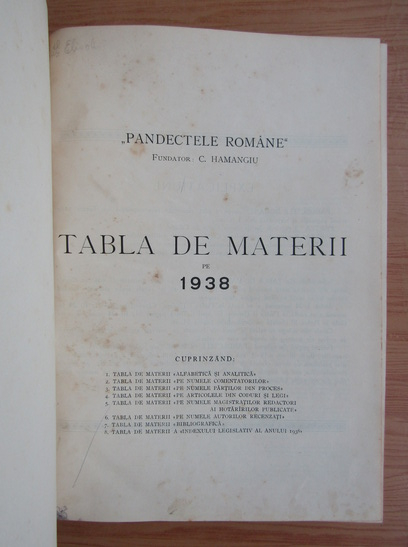 „PANDECTELE ROMÂNE"
FUNDATOR: C. HAMANGIU
TABLA DE MATERII
PE
1938
CUPRINZÂND:
1. TABLA DE MATERII «ALFABETICĂ ȘI ANALITICĂ»
2. TABLA DE MATERII «PE NUMELE COMENTATORILOR»
3. TABLA DE MATERII «PE NUMELE PĂRȚILOR DIN PROCES»
4. TABLA DE MATERII «PE ARTICOLELE DIN CODURI ȘI LEGI»
5. TABLA DE MATERII «PE NUMELE MAGISTRAȚILOR REDACTORI
AI HOTĂRÎRILOR PUBLICATE»
6. TABLA DE MATERII «PE NUMELE AUTORILOR RECENZAȚI»
7. TABLA DE MATERII «BIBLIOGRAFICĂ»
8. TABLA DE MATERII A «INDEXULUI LEGISLATIV AL ANULUI 1938»